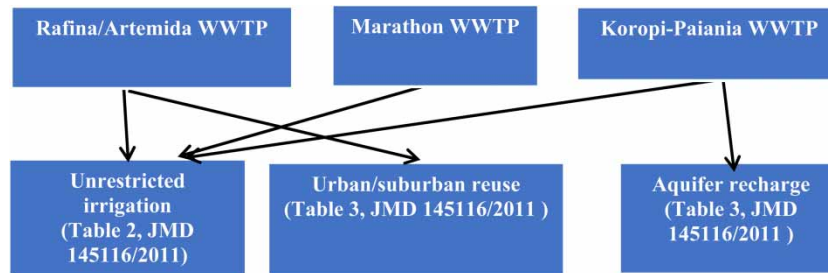 Rafina/Artemida WWTP
Marathon WWTP
Koropi-Paiania WWTP
Unrestricted
irrigation
(Table 2, JMD
145116/2011)
Urban/suburban reuse
(Table 3, JMD 145116/2011 )
Aquifer recharge
(Table 3, JMD
145116/2011 )